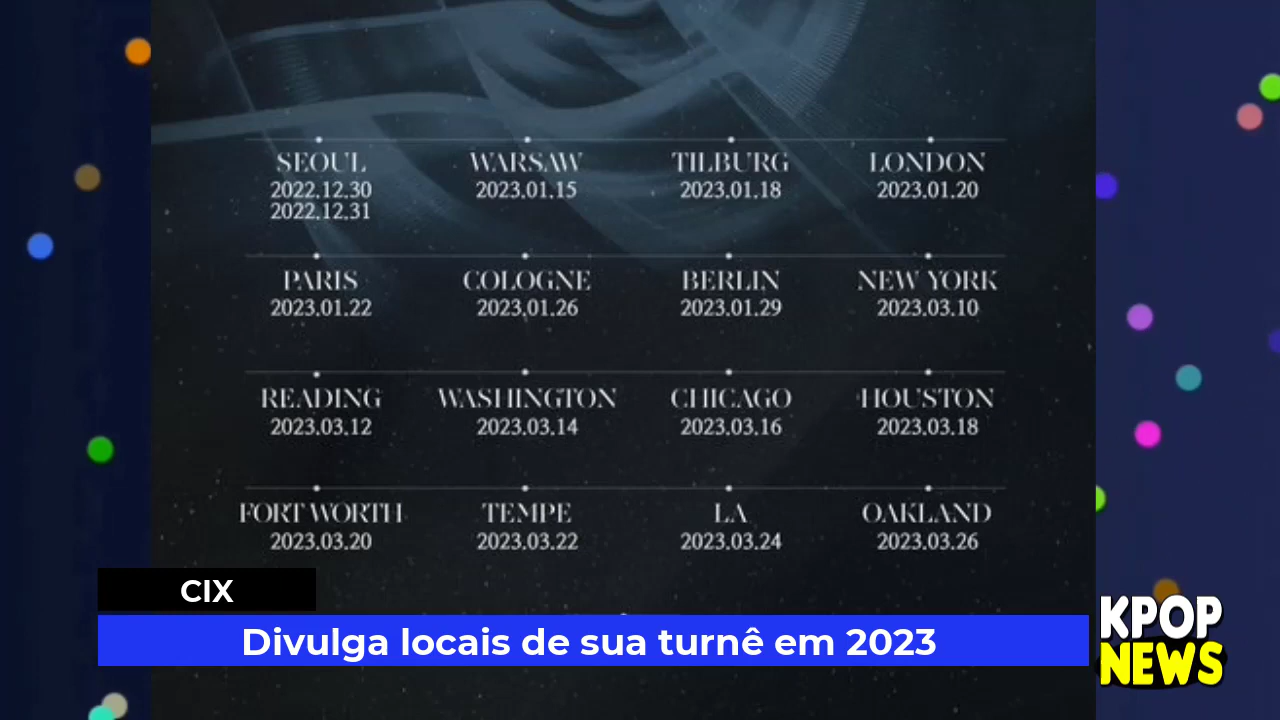 SEOUL
2022.12.30
2022.12.31
WARSAW
2023.01.15
TILBURG
2023.01.18
LONDON
2023.01.20
PARIS
2023.01.22
COLOGNE
2023.01.26
BERLIN
2023.01.29
NEW YORK
2023.03.10
READING
2023.03.12
WASHINGTON
2023.03.14
CHICAGO
2023.03.16
HOUSTON
2023.03.18
FORT WORTH
2023.03.20
TEMPE
2023.03.22
LA
2023.03.24
OAKLAND
2023.03.26
CIX
Divulga locais de sua turnê em 2023
KPOP
NEWS